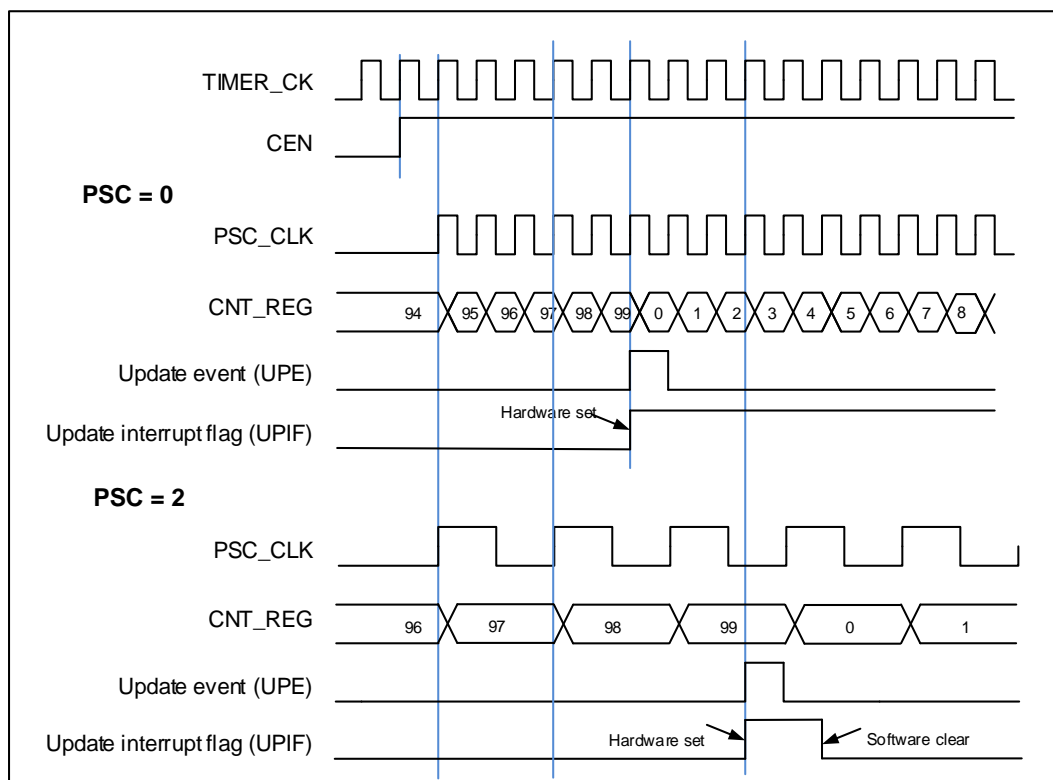 TIMER_CK
CEN
PSC = 0
PSC_CLK
CNT_REG 94 95 96 97 98 99 0 1 2 3 4 5 6 7 8
Update event (UPE)
Hardware set
Update interrupt flag (UPIF)
PSC = 2
PSC_CLK
CNT_REG 96 97 98 99 0 1
Update event (UPE)
Update interrupt flag (UPIF) Hardware set Software clear